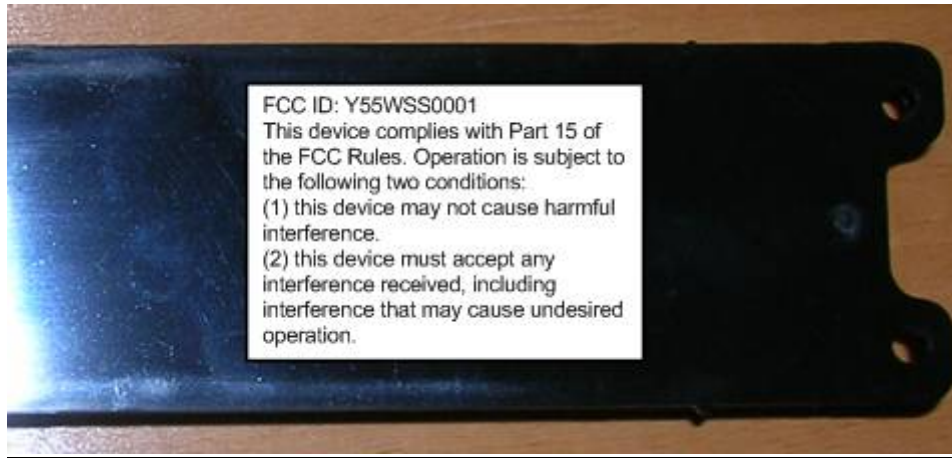 FCC ID: Y55WSS0001
This device complies with Part 15 of
the FCC Rules. Operation is subject to
the following two conditions:
(1) this device may not cause harmful
interference.
(2) this device must accept any
interference received, including
interference that may cause undesired
operation.